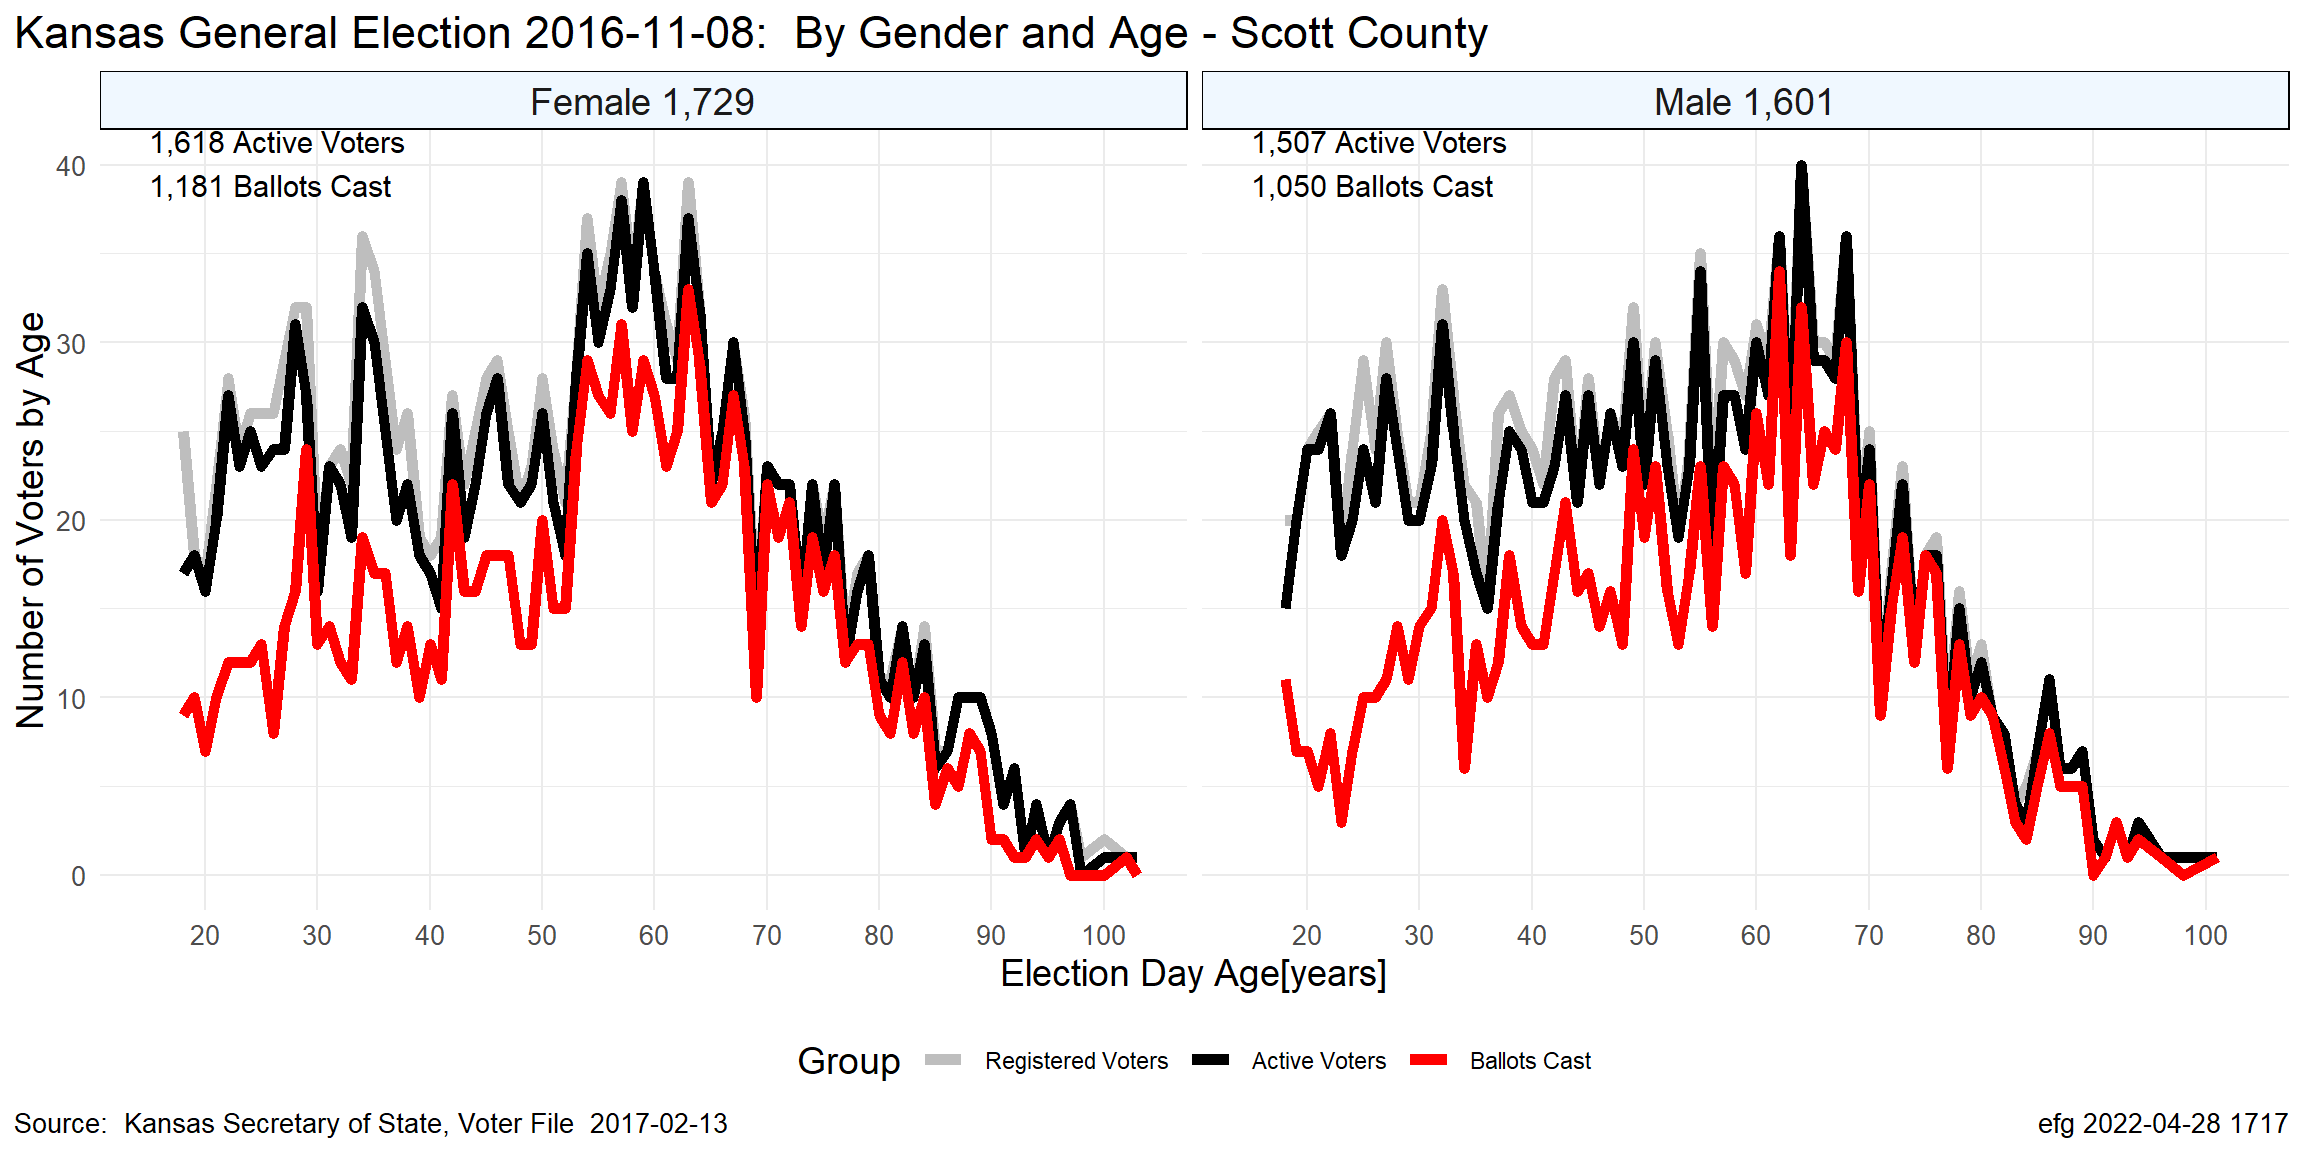 Kansas General Election 2016-11-08:  By Gender and Age - Scott County
Female 1,729
Male 1,601
1,618 Active Voters
1,181 Ballots Cast
1,507 Active Voters
1,050 Ballots Cast
Number of Voters by Age
40
30
20
10
0
20 30 40 50 60 70 80 90 100
20 30 40 50 60 70 80 90 100
Election Day Age[years]
Group Registered Voters Active Voters Ballots Cast
Source:  Kansas Secretary of State, Voter File  2017-02-13
efg 2022-04-28 1717